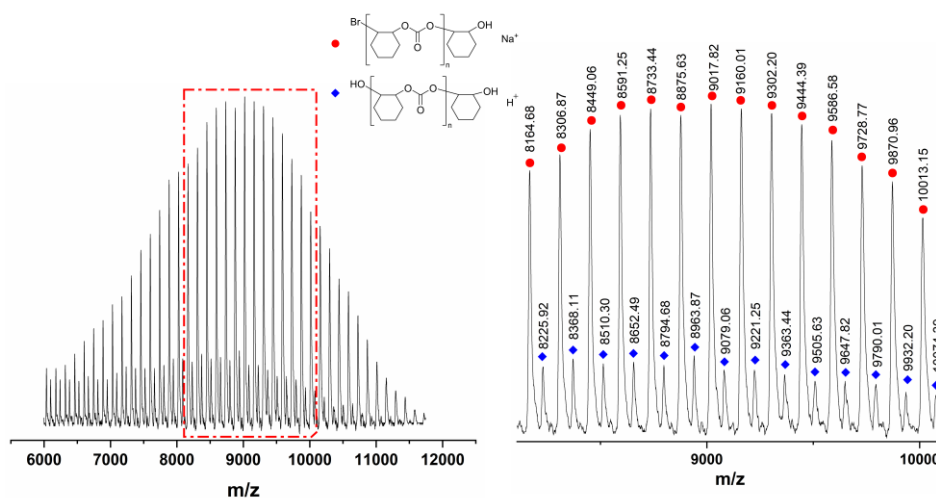 Br
O
O
O
n
OH
Na+
HO
O
O
O
n
OH
H+
6000
7000
8000
9000
10000
11000
12000
m/z
8164.68
8306.87
8449.06
8591.25
8733.44
8875.63
9017.82
9160.01
9302.20
9444.39
9586.58
9728.77
9870.96
10013.15
8225.92
8368.11
8510.30
8652.49
8794.68
8963.87
9079.06
9221.25
9363.44
9505.63
9647.82
9790.01
9932.20
9000
m/z